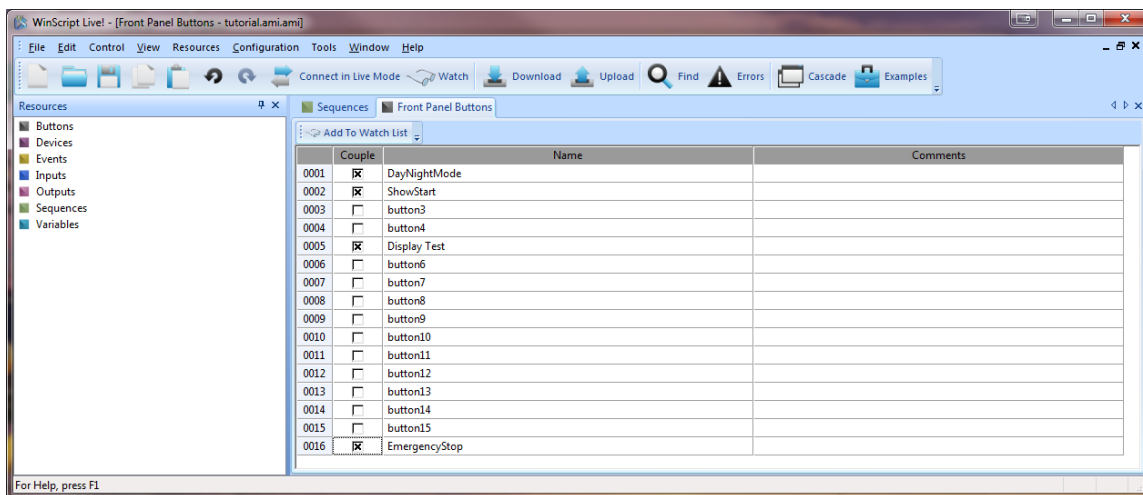 WinScript Live! - [Front Panel Buttons - tutorial.ami.ami]
File Edit Control View Resources Configuration Tools Window Help
Connect in Live Mode Watch Download Upload Find Errors Cascade Examples
Resources
Buttons
Devices
Events
Inputs
Outputs
Sequences
Variables
Sequences Front Panel Buttons
Add To Watch List
Couple Name Comments
0001 DayNightMode
0002 ShowStart
0003 button3
0004 button4
0005 Display Test
0006 button6
0007 button7
0008 button8
0009 button9
0010 button10
0011 button11
0012 button12
0013 button13
0014 button14
0015 button15
0016 EmergencyStop
For Help, press F1